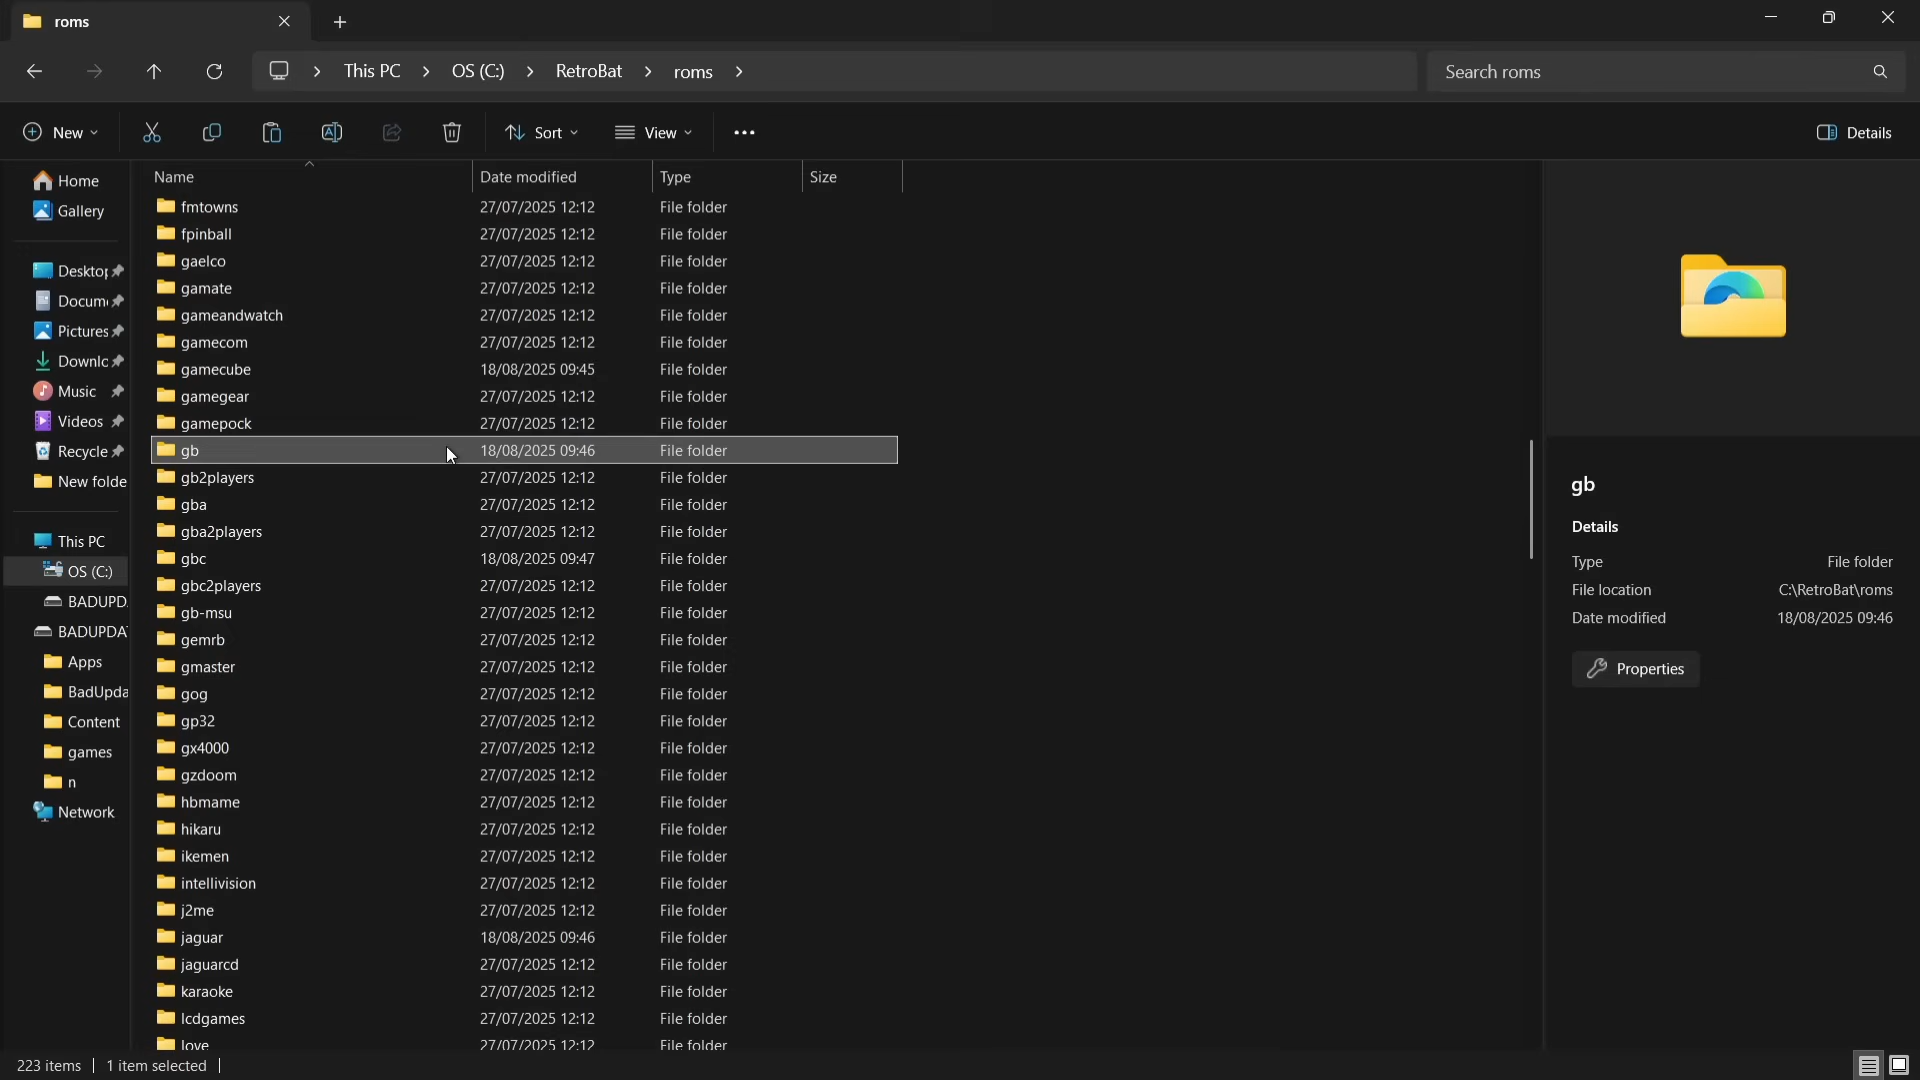 roms
This PC > OS (C:) > RetroBat > roms >
Search roms
New
Sort
View
Details
Home
Gallery
Desktop
Docum
Pictures
Downlc
Music
Videos
Recycle
New folde
This PC
OS (C:)
BADUPD.
BADUPDA
Apps
BadUpda
Content
games
n
Network
Name Date modified Type Size
fmtowns 27/07/2025 12:12 File folder
fpinball 27/07/2025 12:12 File folder
gaelco 27/07/2025 12:12 File folder
gamate 27/07/2025 12:12 File folder
gameandwatch 27/07/2025 12:12 File folder
gamecom 27/07/2025 12:12 File folder
gamecube 18/08/2025 09:45 File folder
gamegear 27/07/2025 12:12 File folder
gamepock 27/07/2025 12:12 File folder
gb 18/08/2025 09:46 File folder
gb2players 27/07/2025 12:12 File folder
gba 27/07/2025 12:12 File folder
gba2players 27/07/2025 12:12 File folder
gbc 18/08/2025 09:47 File folder
gbc2players 27/07/2025 12:12 File folder
gb-msu 27/07/2025 12:12 File folder
gemrb 27/07/2025 12:12 File folder
gmaster 27/07/2025 12:12 File folder
gog 27/07/2025 12:12 File folder
gp32 27/07/2025 12:12 File folder
gx4000 27/07/2025 12:12 File folder
gzdoom 27/07/2025 12:12 File folder
hbmame 27/07/2025 12:12 File folder
hikaru 27/07/2025 12:12 File folder
ikemen 27/07/2025 12:12 File folder
intellivision 27/07/2025 12:12 File folder
j2me 27/07/2025 12:12 File folder
jaguar 18/08/2025 09:46 File folder
jaguarcd 27/07/2025 12:12 File folder
karaoke 27/07/2025 12:12 File folder
lcdgames 27/07/2025 12:12 File folder
love 27/07/2025 12:12 File folder
gb
Details
Type File folder
File location C:\RetroBat\roms
Date modified 18/08/2025 09:46
Properties
223 items 1 item selected